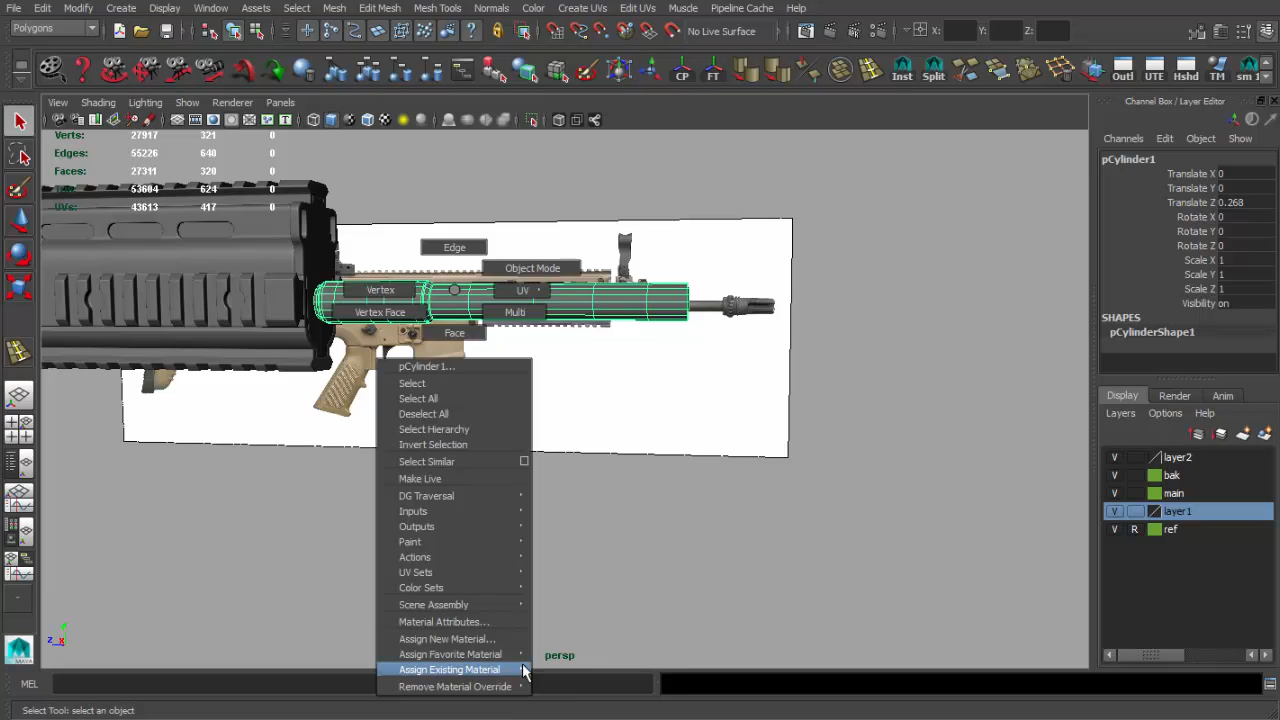 File Edit Modify Create Display Window Assets Select Mesh Edit Mesh Mesh Tools Normals Color Create UVs Edit UVs Muscle Pipeline Cache Help
Polygons No Live Surface X: Y: Z:
CP FT Inst Split Outl UTE Hshd TM sm 1
View Shading Lighting Show Renderer Panels
Channel Box / Layer Editor
Channels Edit Object Show
Verts: 27917 321 0
Edges: 55226 640 0
Faces: 27311 320 0
53604 624 0
UVs: 43613 417 0
pCylinder1
Translate X 0
Translate Y 0
Translate Z 0.268
Rotate X 0
Rotate Y 0
Rotate Z 0
Scale X 1
Scale Y 1
Scale Z 1
Visibility on
SHAPES
pCylinderShape1
Edge
Object Mode
Vertex UV
Vertex Face Multi
Face
pCylinder1...
Select
Select All
Deselect All
Select Hierarchy
Invert Selection
Select Similar
Make Live
DG Traversal
Inputs
Outputs
Paint
Actions
UV Sets
Color Sets
Scene Assembly
Material Attributes...
Assign New Material...
Assign Favorite Material
Assign Existing Material
Remove Material Override
Display Render Anim
Layers Options Help
V layer2
V bak
V main
V layer1
V R ref
z x
persp
MAYA
MEL
Select Tool: select an object